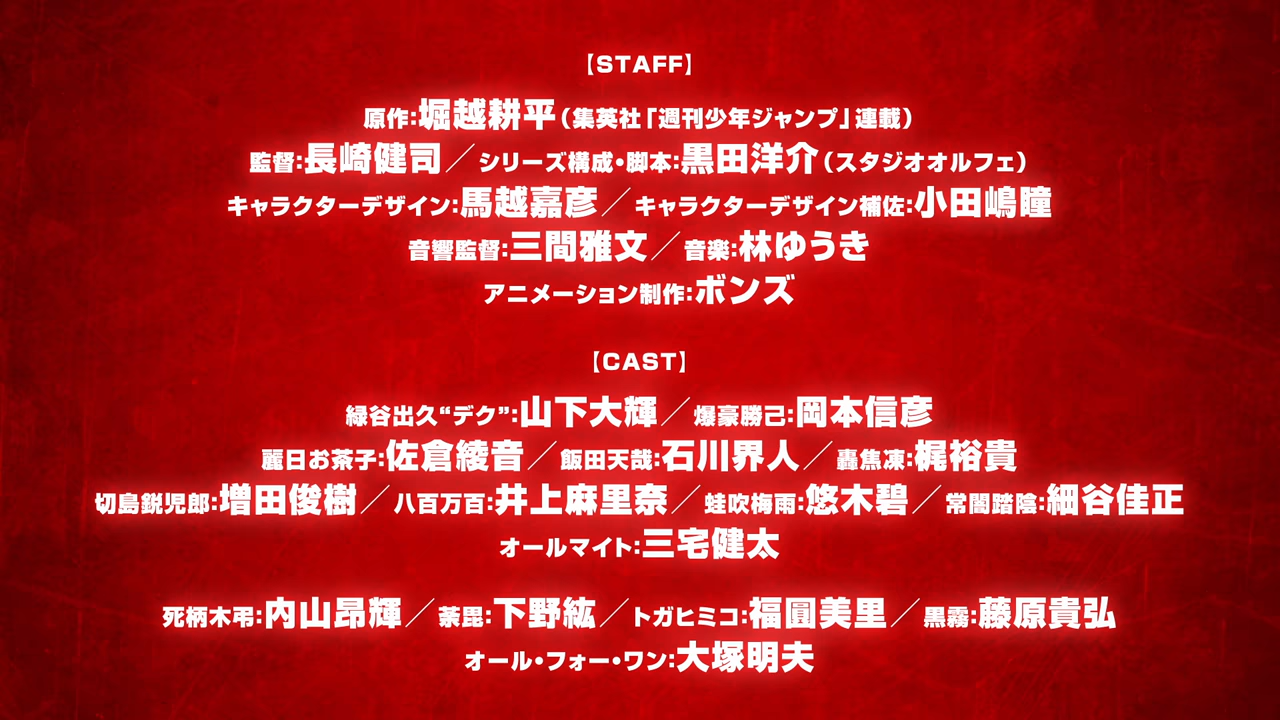 【STAFF】
原作:堀越耕平(集英社「週刊少年ジャンプ」連載)
監督:長崎健司／シリーズ構成・脚本:黒田洋介(スタジオオルフェ)
キャラクターデザイン:馬越嘉彦／キャラクターデザイン補佐:小田嶋瞳
音響監督:三間雅文／音楽:林ゆうき
アニメーション制作:ボンズ
【CAST】
緑谷出久“デク”:山下大輝／爆豪勝己:岡本信彦
麗日お茶子:佐倉綾音／飯田天哉:石川界人／轟焦凍:梶裕貴
切島鋭児郎:増田俊樹／八百万百:井上麻里奈／蛙吹梅雨:悠木碧／常闇踏陰:細谷佳正
オールマイト:三宅健太
死柄木弔:内山昂輝／荼毘:下野紘／トガヒミコ:福圓美里／黒霧:藤原貴弘
オール・フォー・ワン:大塚明夫